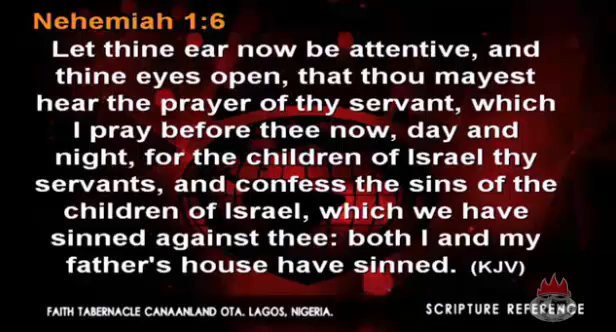 Nehemiah 1:6
Let thine ear now be attentive, and
thine eyes open, that thou mayest
hear the prayer of thy servant, which
I pray before thee now, day and
night, for the children of Israel thy
servants, and confess the sins of the
children of Israel, which we have
sinned against thee: both I and my
father's house have sinned. (KJV)
FAITH TABERNACLE CANAANLAND OTA. LAGOS, NIGERIA.
SCRIPTURE REFERENCE